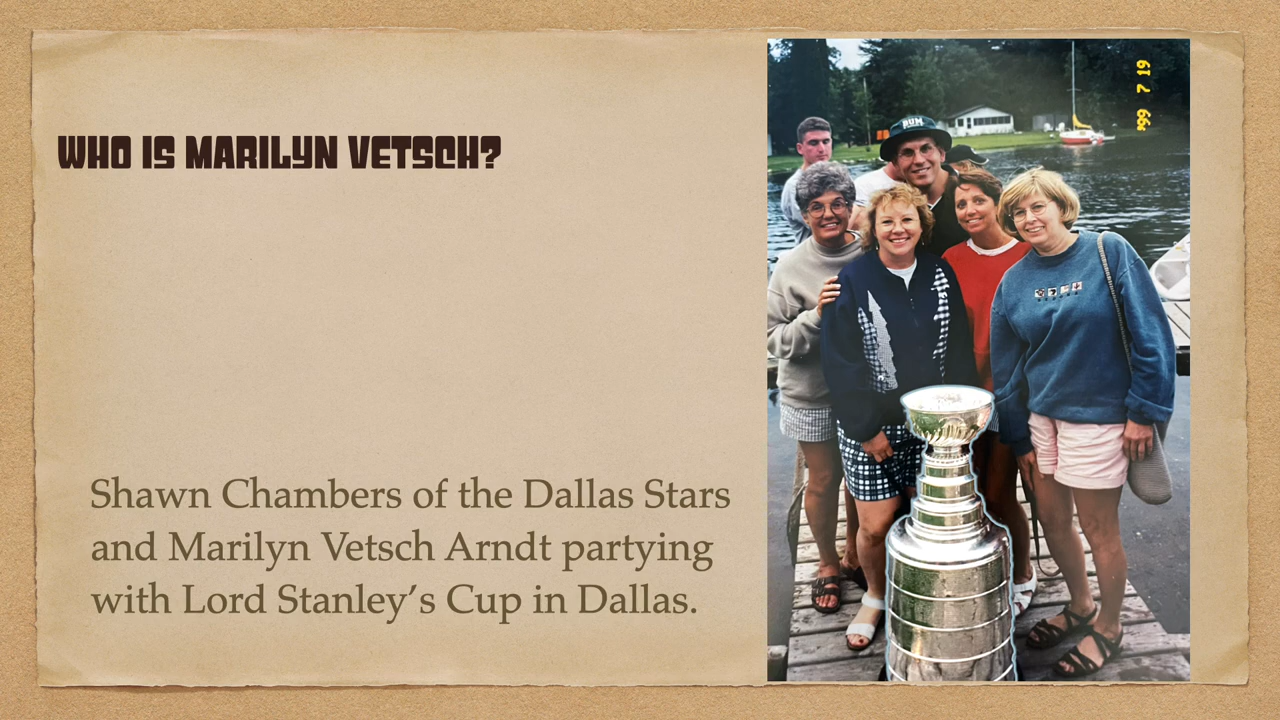 WHO IS MARILYN VETSCH?
Shawn Chambers of the Dallas Stars
and Marilyn Vetsch Arndt partying
with Lord Stanley’s Cup in Dallas.
'99 7 19
RUM